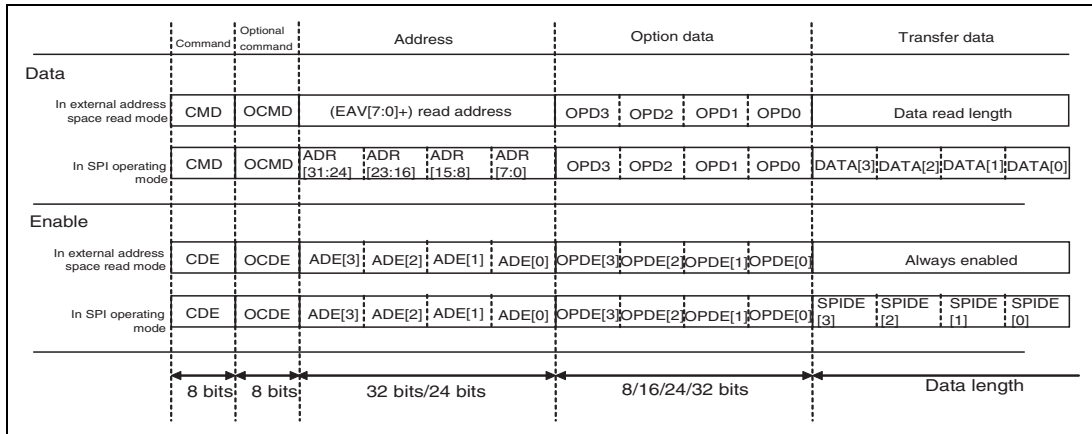 Command Optional command Address Option data Transfer data
Data
In external address space read mode CMD OCMD (EAV[7:0]+) read address OPD3 OPD2 OPD1 OPD0 Data read length
In SPI operating mode CMD OCMD ADR [31:24] ADR [23:16] ADR [15:8] ADR [7:0] OPD3 OPD2 OPD1 OPD0 DATA[3] DATA[2] DATA[1] DATA[0]
Enable
In external address space read mode CDE OCDE ADE[3] ADE[2] ADE[1] ADE[0] OPDE[3] OPDE[2] OPDE[1] OPDE[0] Always enabled
In SPI operating mode CDE OCDE ADE[3] ADE[2] ADE[1] ADE[0] OPDE[3] OPDE[2] OPDE[1] OPDE[0] SPIDE [3] SPIDE [2] SPIDE [1] SPIDE [0]
8 bits 8 bits 32 bits/24 bits 8/16/24/32 bits Data length